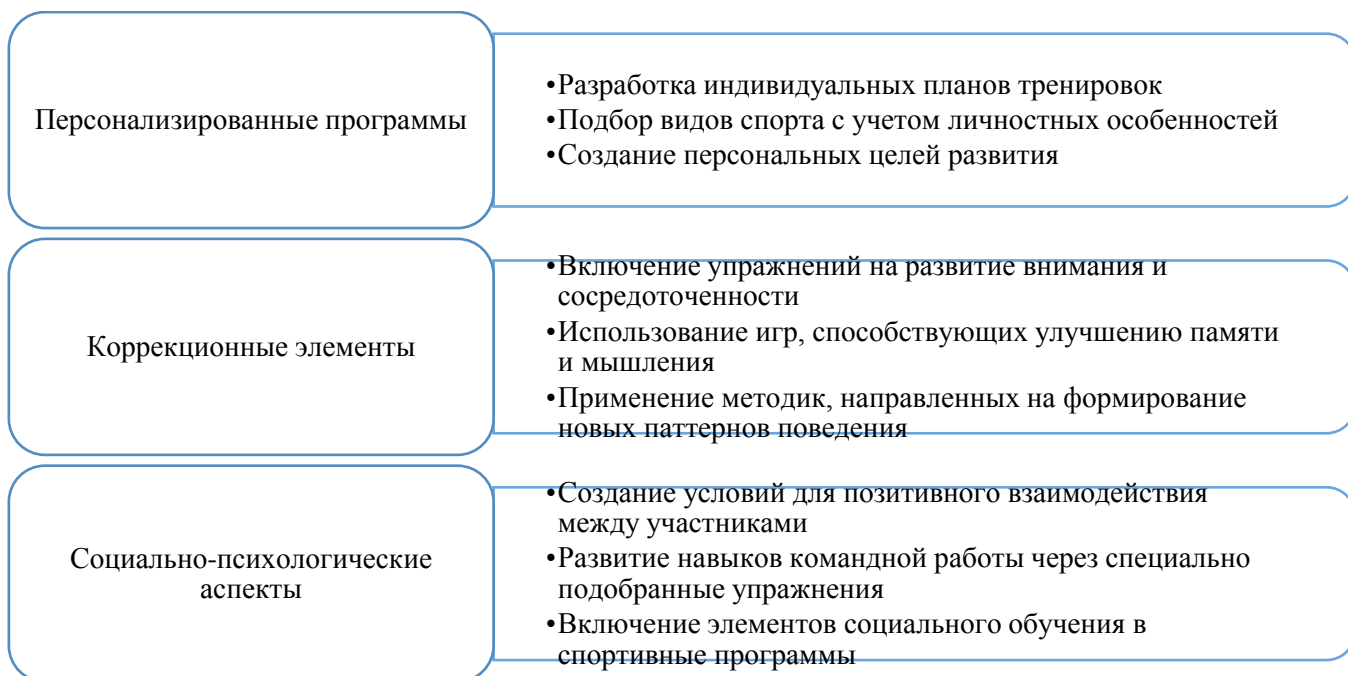 Персонализированные программы
•Разработка индивидуальных планов тренировок
•Подбор видов спорта с учетом личностных особенностей
•Создание персональных целей развития
Коррекционные элементы
•Включение упражнений на развитие внимания и
сосредоточенности
•Использование игр, способствующих улучшению памяти
и мышления
•Применение методик, направленных на формирование
новых паттернов поведения
Социально-психологические
аспекты
•Создание условий для позитивного взаимодействия
между участниками
•Развитие навыков командной работы через специально
подобранные упражнения
•Включение элементов социального обучения в
спортивные программы